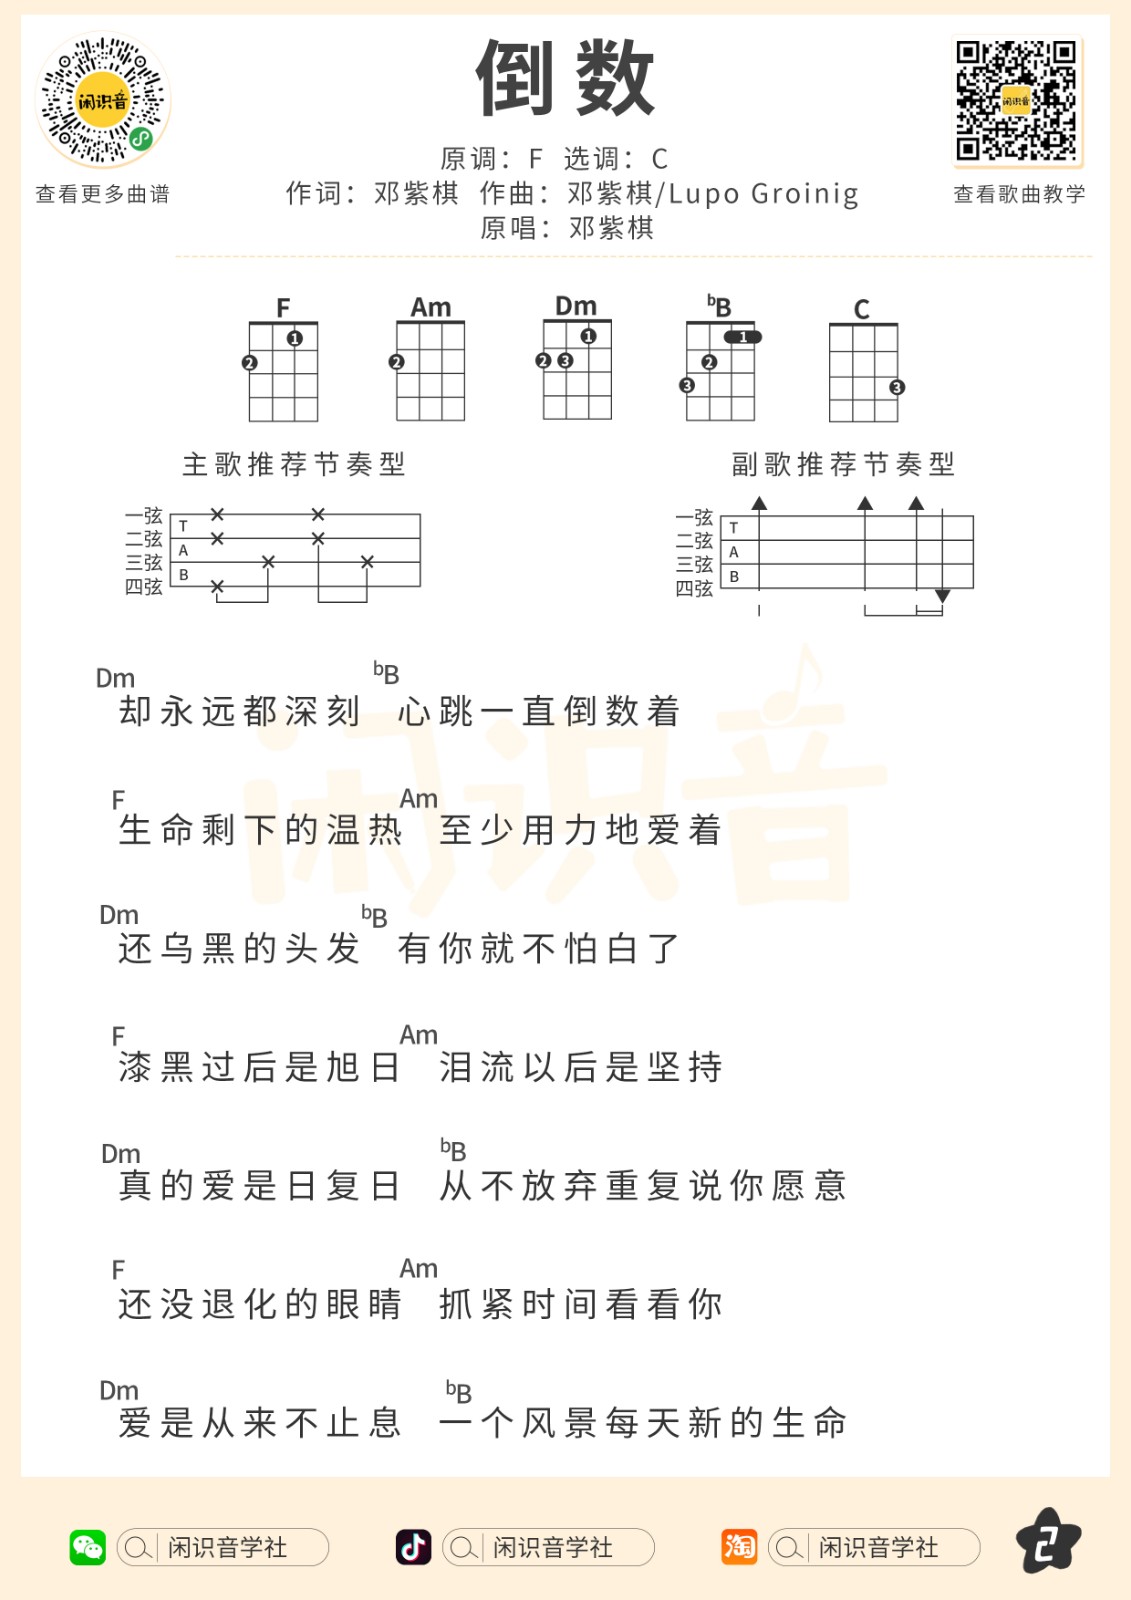 倒数
闲识音
闲识音
查看更多曲谱
查看歌曲教学
原调：F 选调：C
作词：邓紫棋 作曲：邓紫棋/Lupo Groinig
原唱：邓紫棋
F Am Dm bB C
1 1 1
2 2 2 3 2
3 3
主歌推荐节奏型 副歌推荐节奏型
一弦 一弦
T T
二弦 二弦
A A
三弦 三弦
B B
四弦 四弦
Dm bB
却永远都深刻 心跳一直倒数着
F Am
生命剩下的温热 至少用力地爱着
闲识音
Dm bB
还乌黑的头发 有你就不怕白了
F Am
漆黑过后是旭日 泪流以后是坚持
Dm bB
真的爱是日复日 从不放弃重复说你愿意
F Am
还没退化的眼睛 抓紧时间看看你
Dm bB
爱是从来不止息 一个风景每天新的生命
闲识音学社 闲识音学社 淘 闲识音学社 2